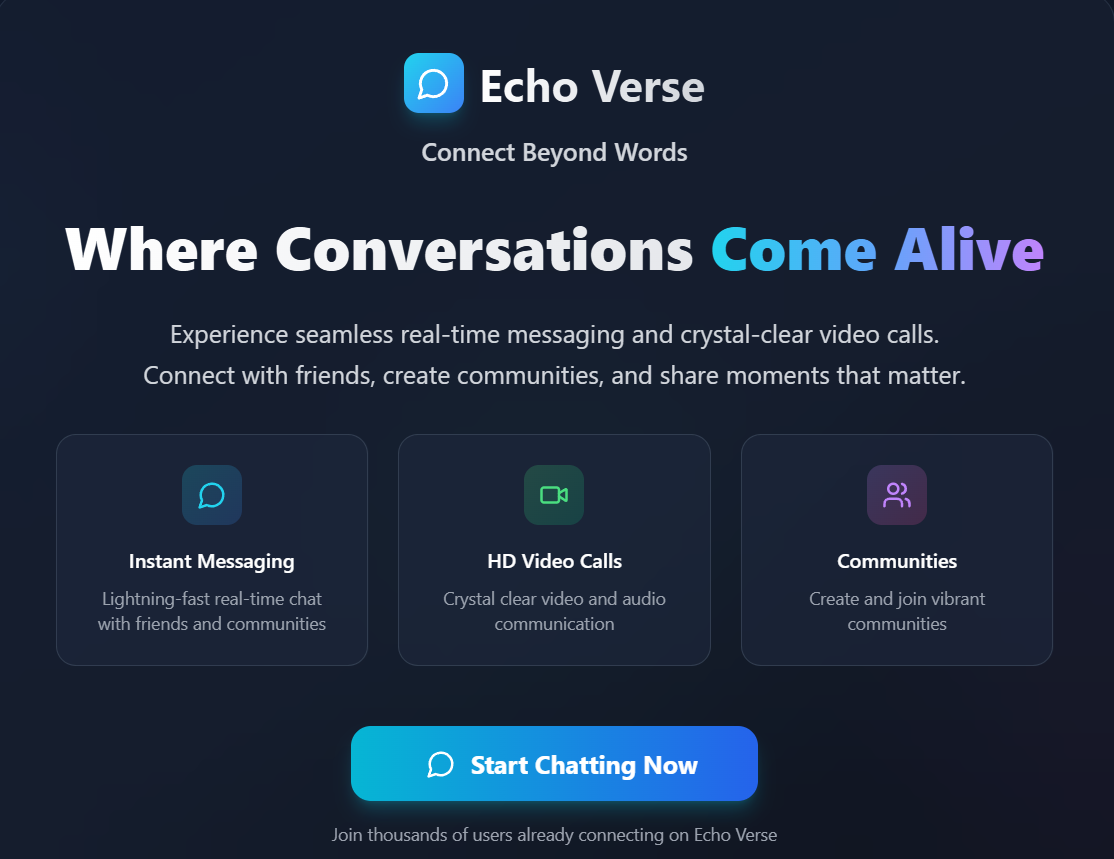 Echo Verse
Connect Beyond Words
Where Conversations Come Alive
Experience seamless real-time messaging and crystal-clear video calls.
Connect with friends, create communities, and share moments that matter.
Instant Messaging
Lightning-fast real-time chat
with friends and communities
HD Video Calls
Crystal clear video and audio
communication
Communities
Create and join vibrant
communities
Start Chatting Now
Join thousands of users already connecting on Echo Verse